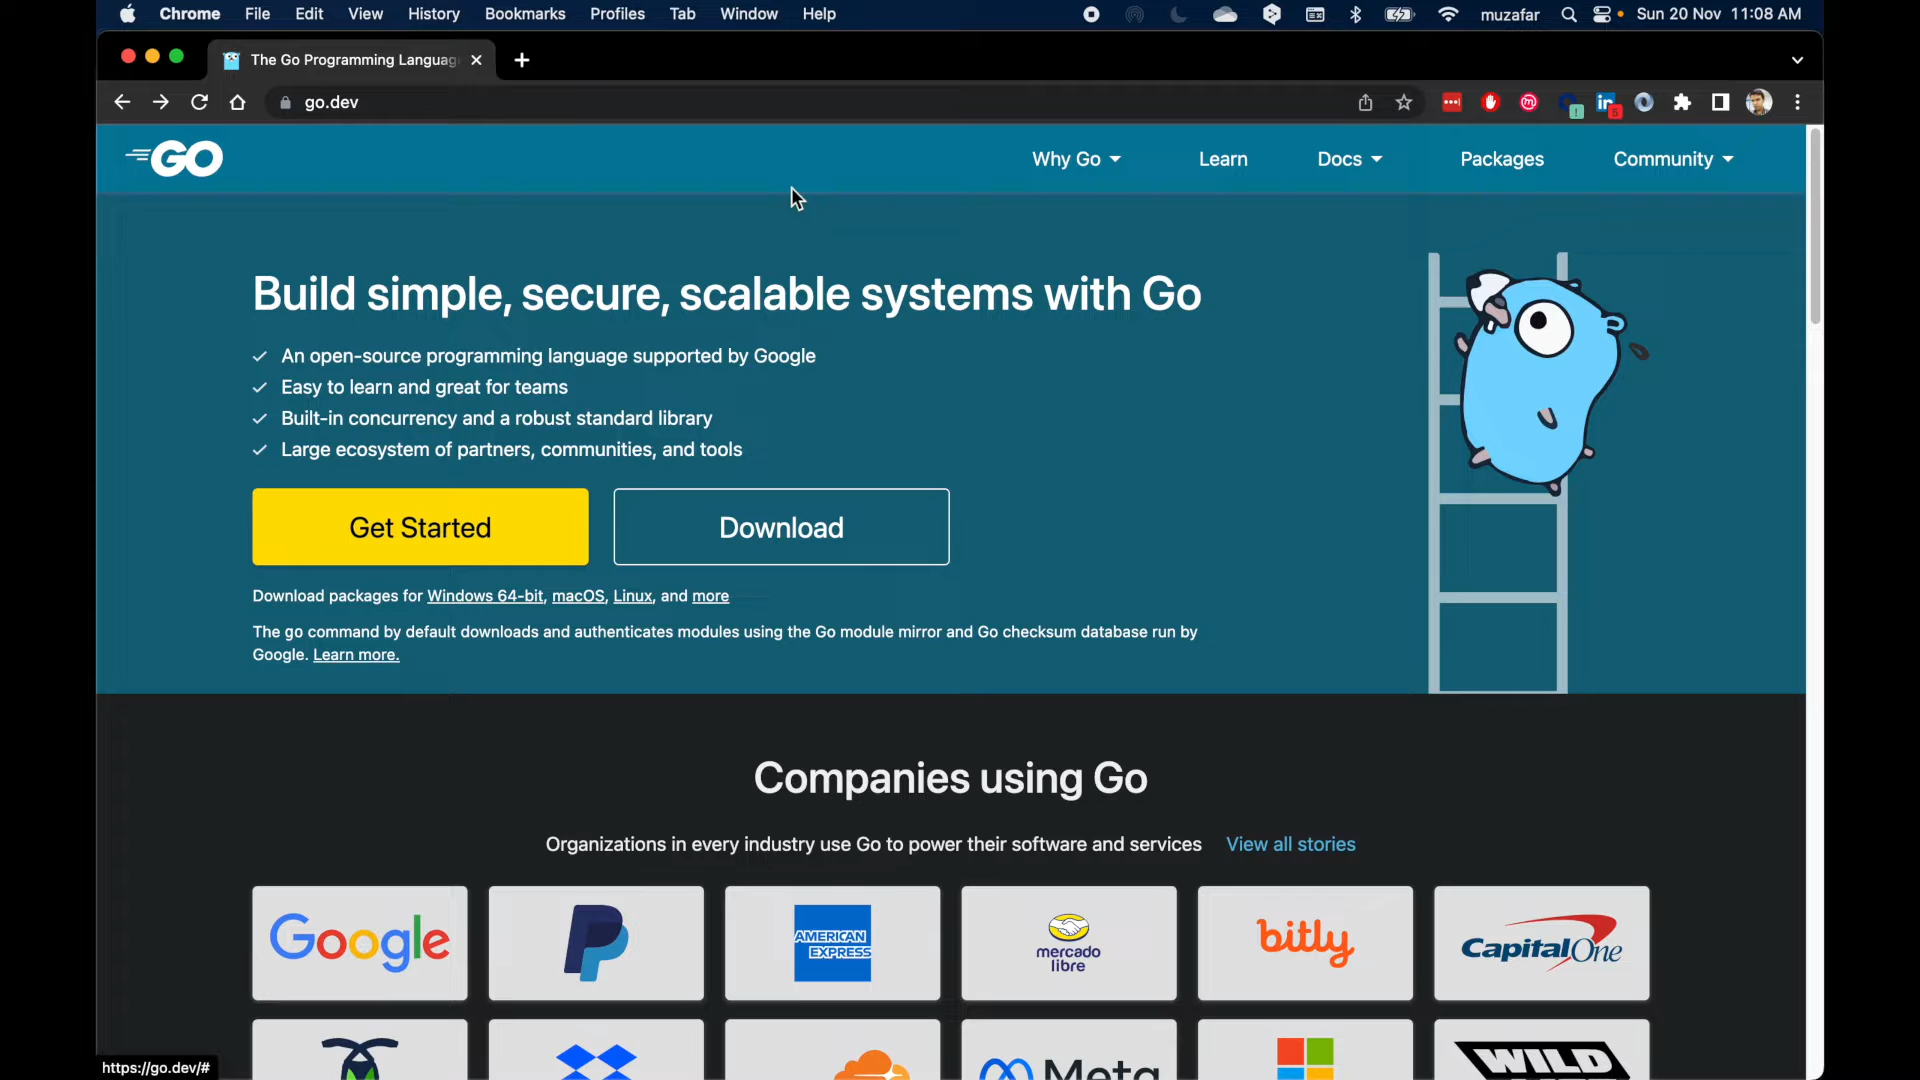 Chrome File Edit View History Bookmarks Profiles Tab Window Help muzafar Sun 20 Nov 11:08 AM
The Go Programming Languag
go.dev
GO Why Go Learn Docs Packages Community
Build simple, secure, scalable systems with Go
An open-source programming language supported by Google
Easy to learn and great for teams
Built-in concurrency and a robust standard library
Large ecosystem of partners, communities, and tools
Get Started Download
Download packages for Windows 64-bit, macOS, Linux, and more
The go command by default downloads and authenticates modules using the Go module mirror and Go checksum database run by
Google. Learn more.
Companies using Go
Organizations in every industry use Go to power their software and services View all stories
Google
AMERICAN
EXPRESS
mercado
libre
bitly
Capital One
Meta
WILD
https://go.dev/#